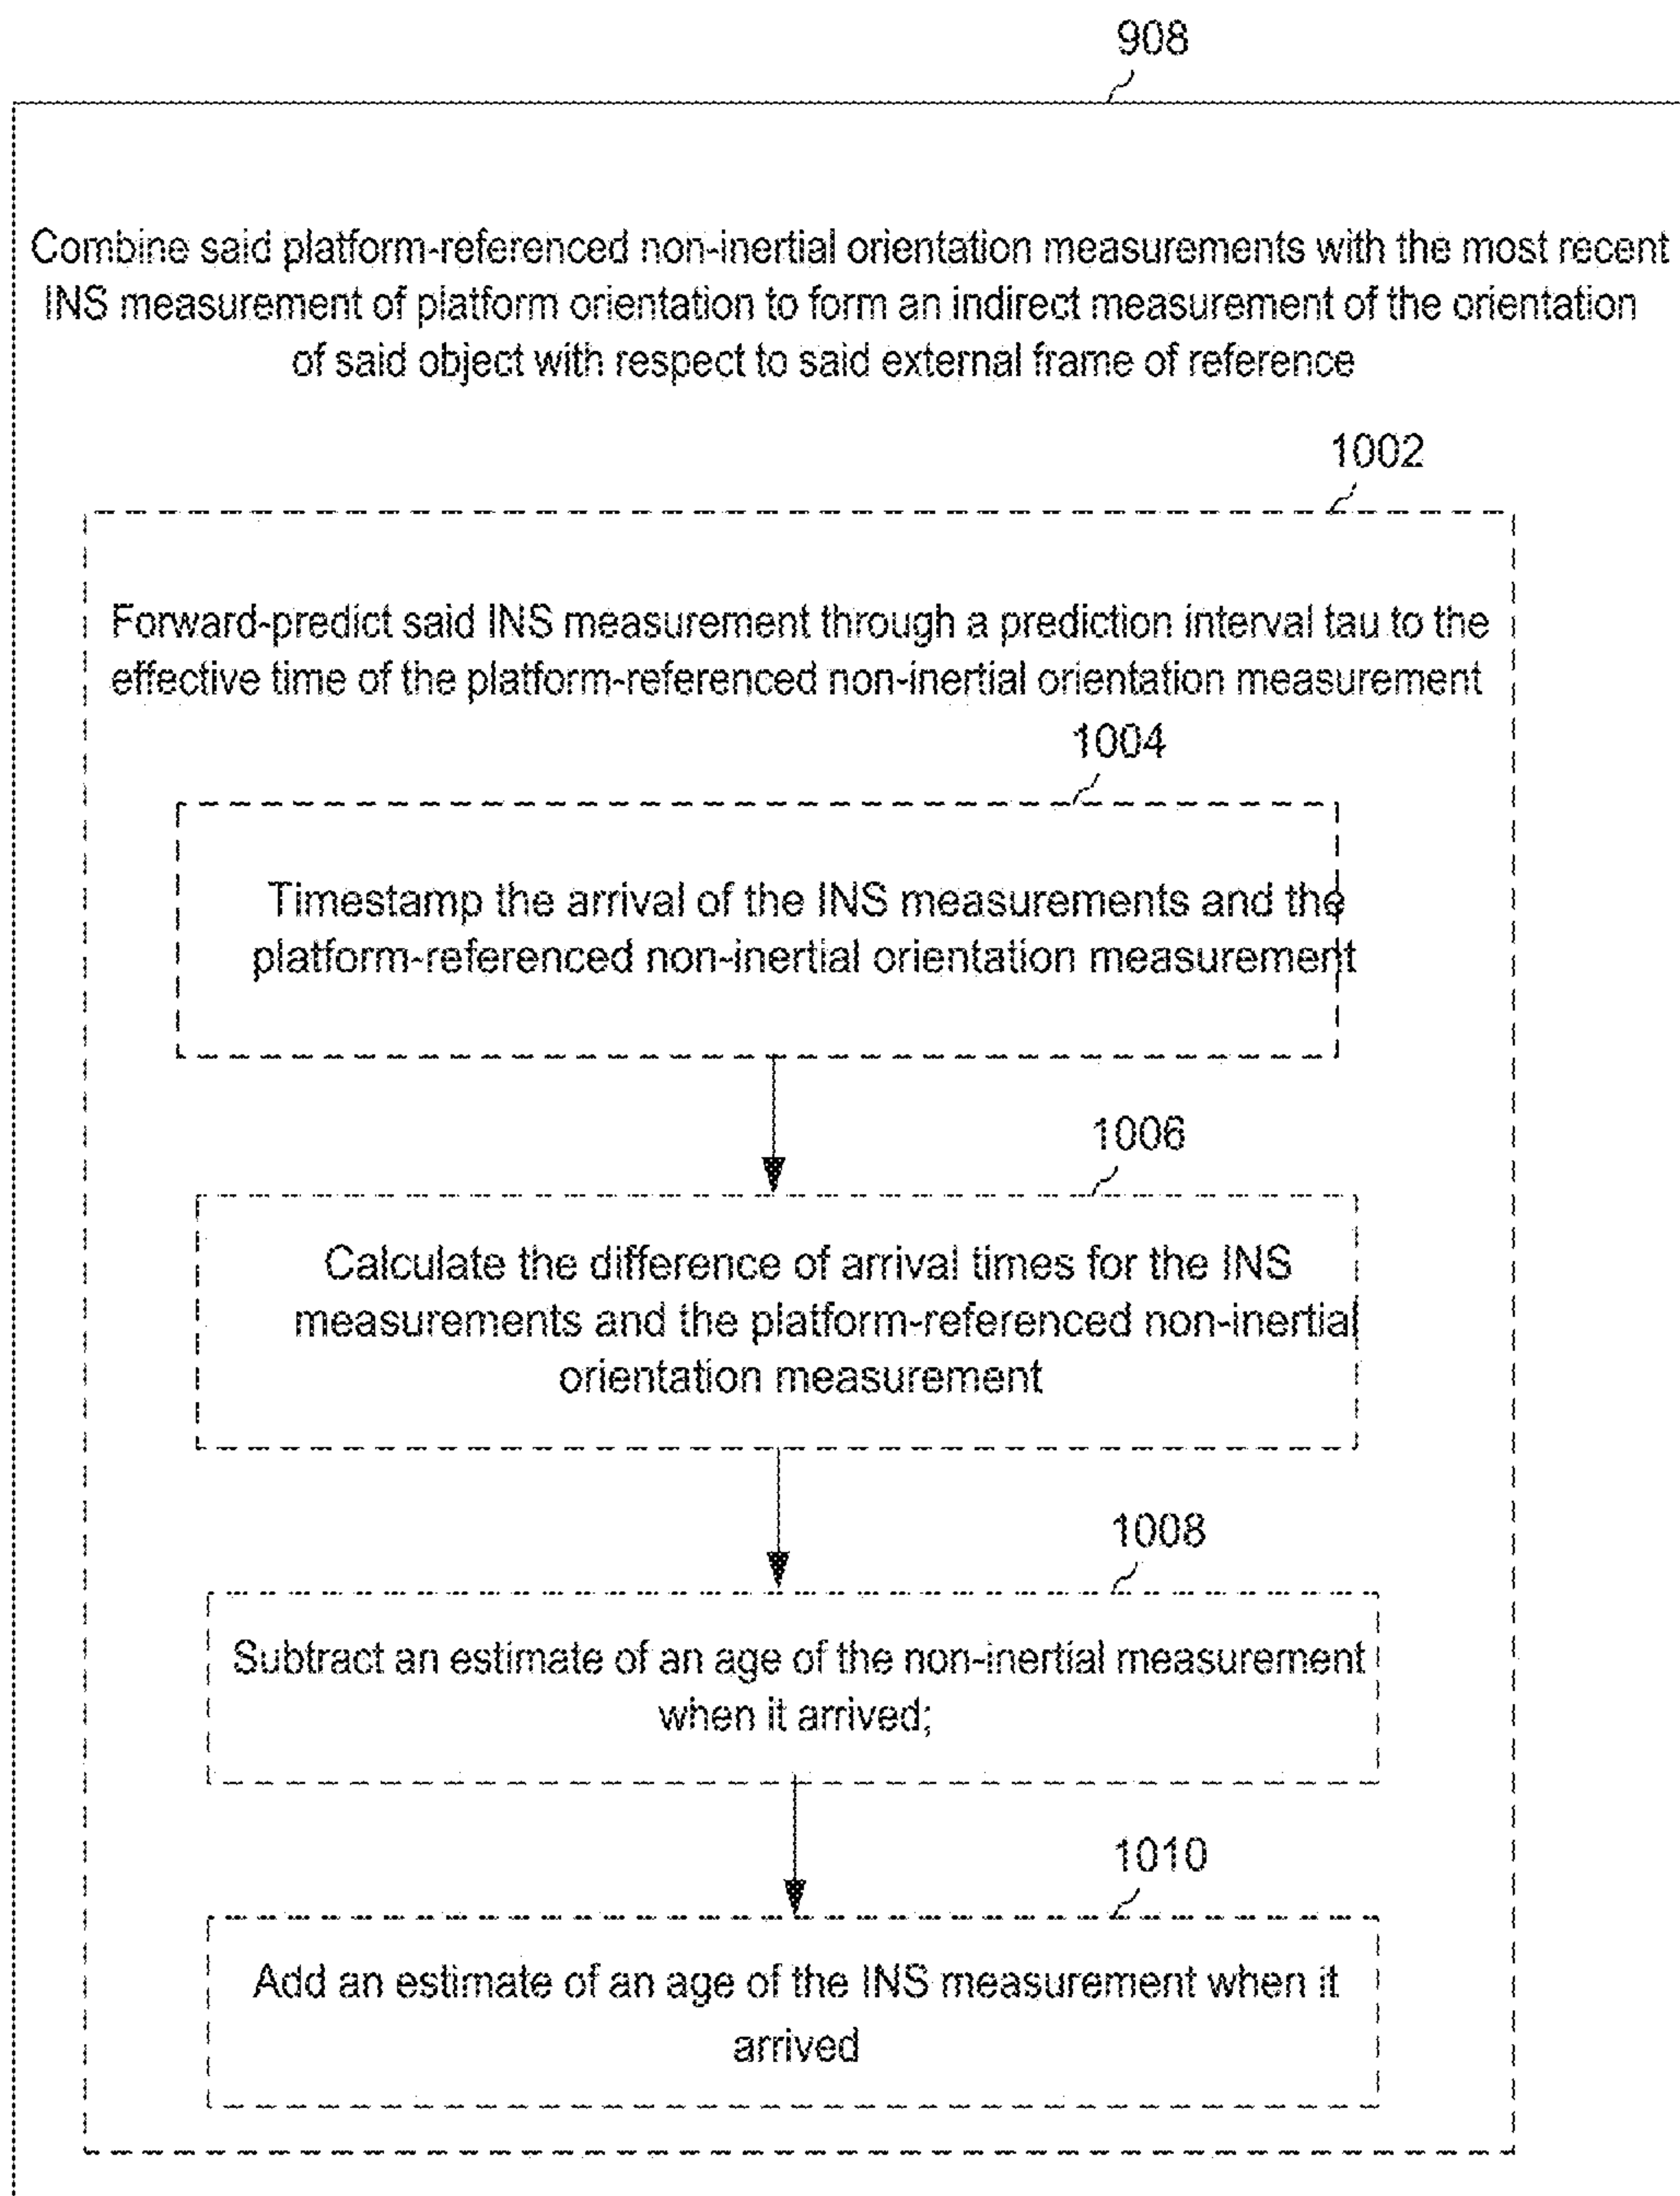 908
Combine said platform-referenced non-inertial orientation measurements with the most recent
INS measurement of platform orientation to form an indirect measurement of the orientation
of said object with respect to said external frame of reference
1002
Forward-predict said INS measurement through a prediction interval tau to the
effective time of the platform-referenced non-inertial orientation measurement
1004
Timestamp the arrival of the INS measurements and the
platform-referenced non-inertial orientation measurement
1006
Calculate the difference of arrival times for the INS
measurements and the platform-referenced non-inertial
orientation measurement
1008
Subtract an estimate of an age of the non-inertial measurement
when it arrived;
1010
Add an estimate of an age of the INS measurement when it
arrived